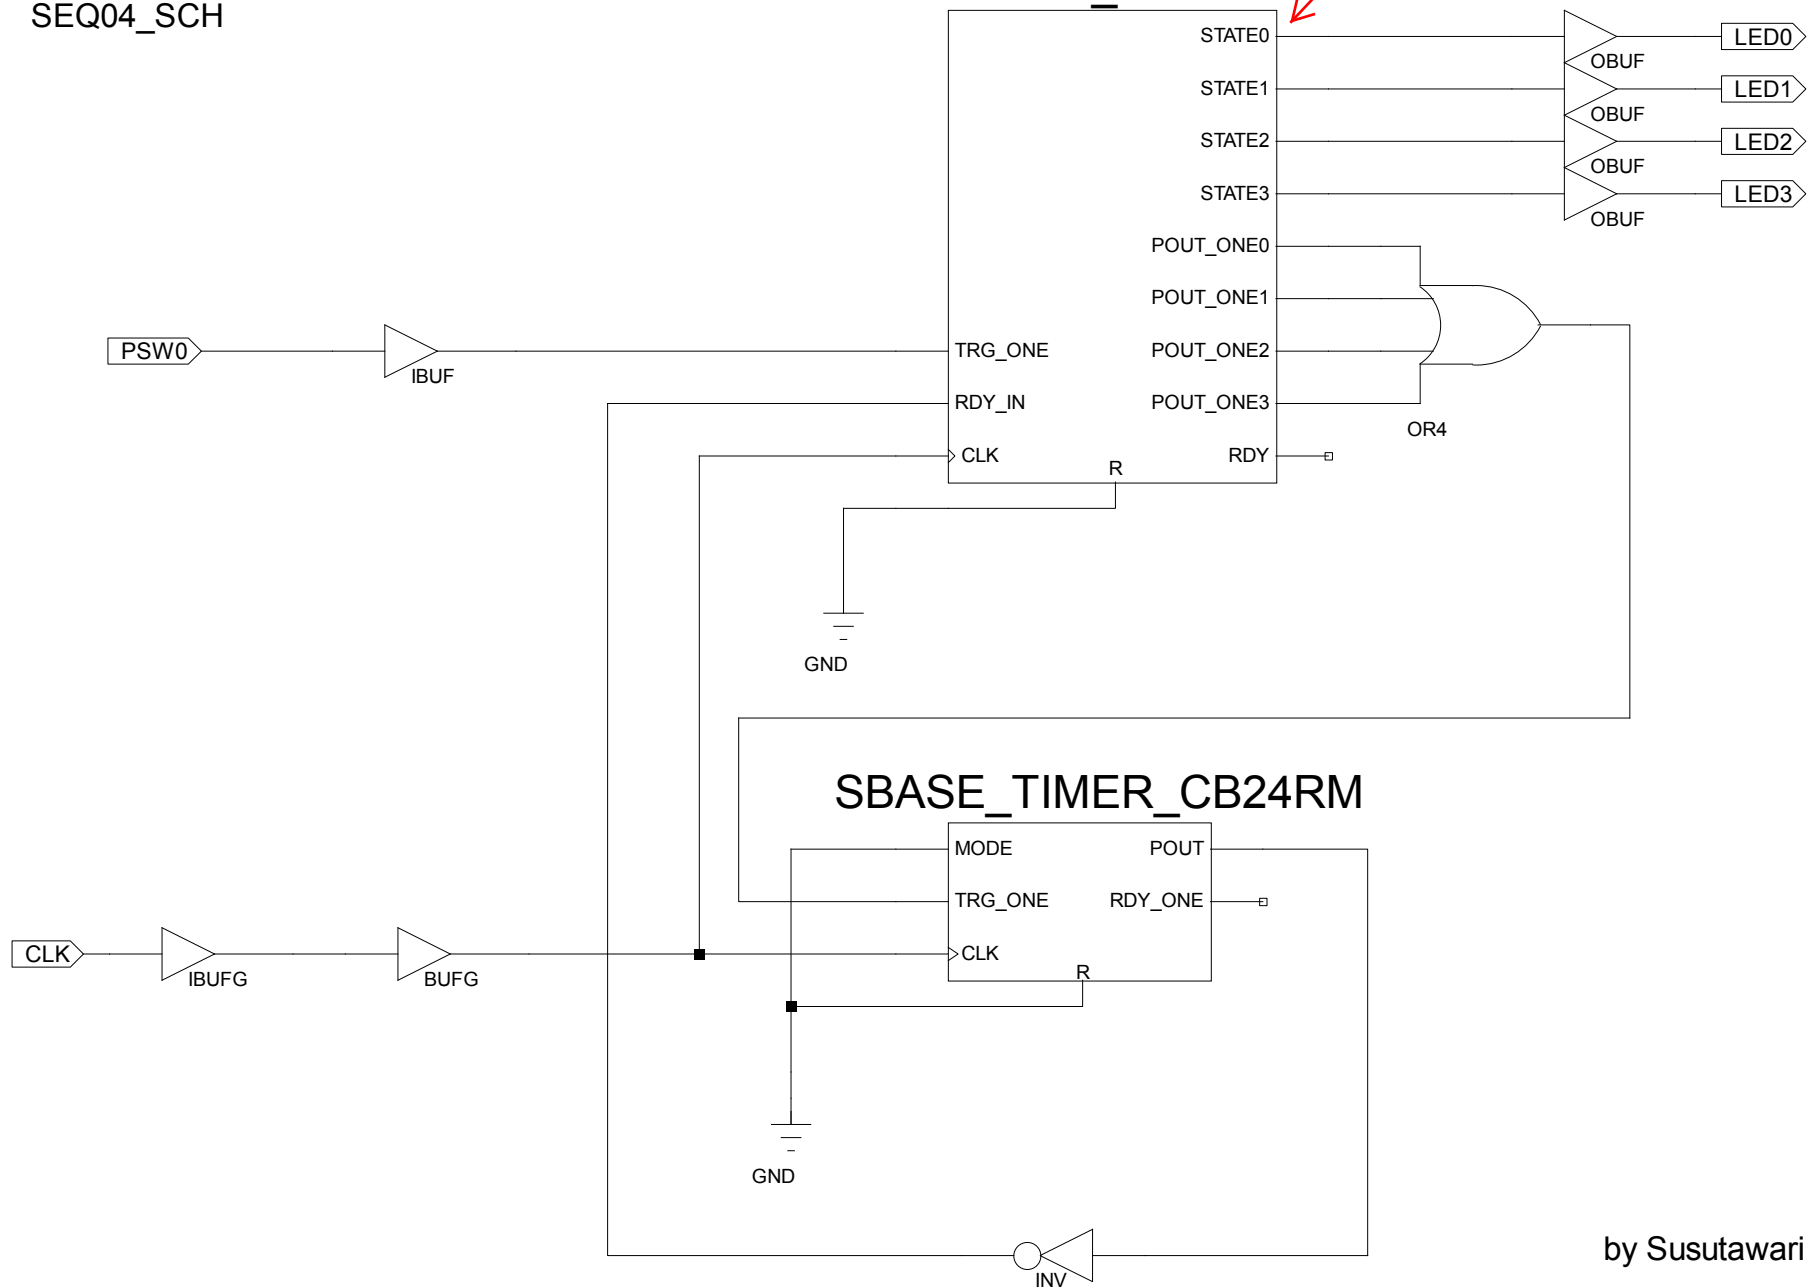 SEQ04_SCH
STATE0
LED0
OBUF
STATE1
LED1
OBUF
STATE2
LED2
OBUF
STATE3
LED3
OBUF
POUT_ONE0
POUT_ONE1
PSW0
IBUF
TRG_ONE
POUT_ONE2
RDY_IN
POUT_ONE3
OR4
CLK
R
RDY
GND
SBASE_TIMER_CB24RM
MODE
POUT
TRG_ONE
RDY_ONE
CLK
IBUFG
BUFG
CLK
R
GND
INV
by Susutawari